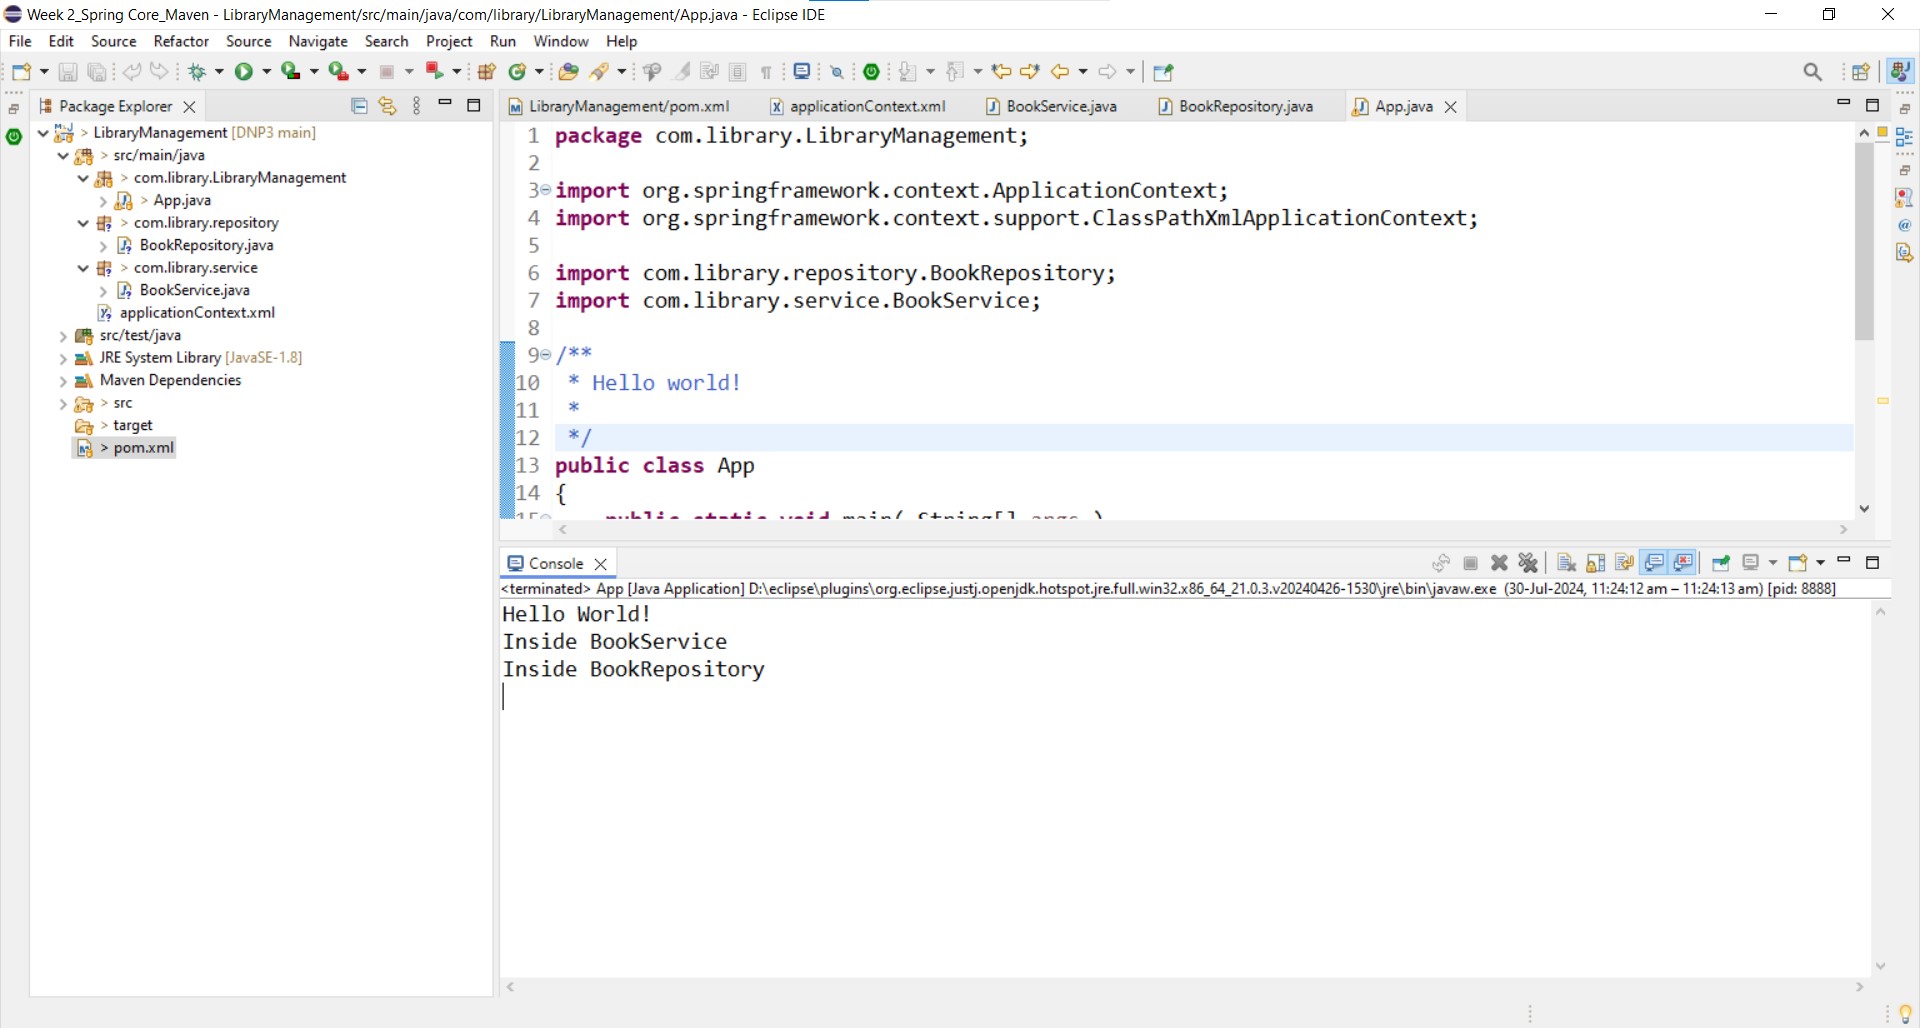 Week 2_Spring Core_Maven - LibraryManagement/src/main/java/com/library/LibraryManagement/App.java - Eclipse IDE
File Edit Source Refactor Source Navigate Search Project Run Window Help
Package Explorer
LibraryManagement/pom.xml applicationContext.xml BookService.java BookRepository.java App.java
> LibraryManagement [DNP3 main]
> src/main/java
> com.library.LibraryManagement
> App.java
> com.library.repository
BookRepository.java
> com.library.service
BookService.java
applicationContext.xml
src/test/java
JRE System Library [JavaSE-1.8]
Maven Dependencies
> src
> target
> pom.xml
1 package com.library.LibraryManagement;
2
3 import org.springframework.context.ApplicationContext;
4 import org.springframework.context.support.ClassPathXmlApplicationContext;
5
6 import com.library.repository.BookRepository;
7 import com.library.service.BookService;
8
9 /**
10 * Hello world!
11 *
12 */
13 public class App
14 {
15 public static void main( String[] args )
Console
<terminated> App [Java Application] D:\eclipse\plugins\org.eclipse.justj.openjdk.hotspot.jre.full.win32.x86_64_21.0.3.v20240426-1530\jre\bin\javaw.exe (30-Jul-2024, 11:24:12 am – 11:24:13 am) [pid: 8888]
Hello World!
Inside BookService
Inside BookRepository